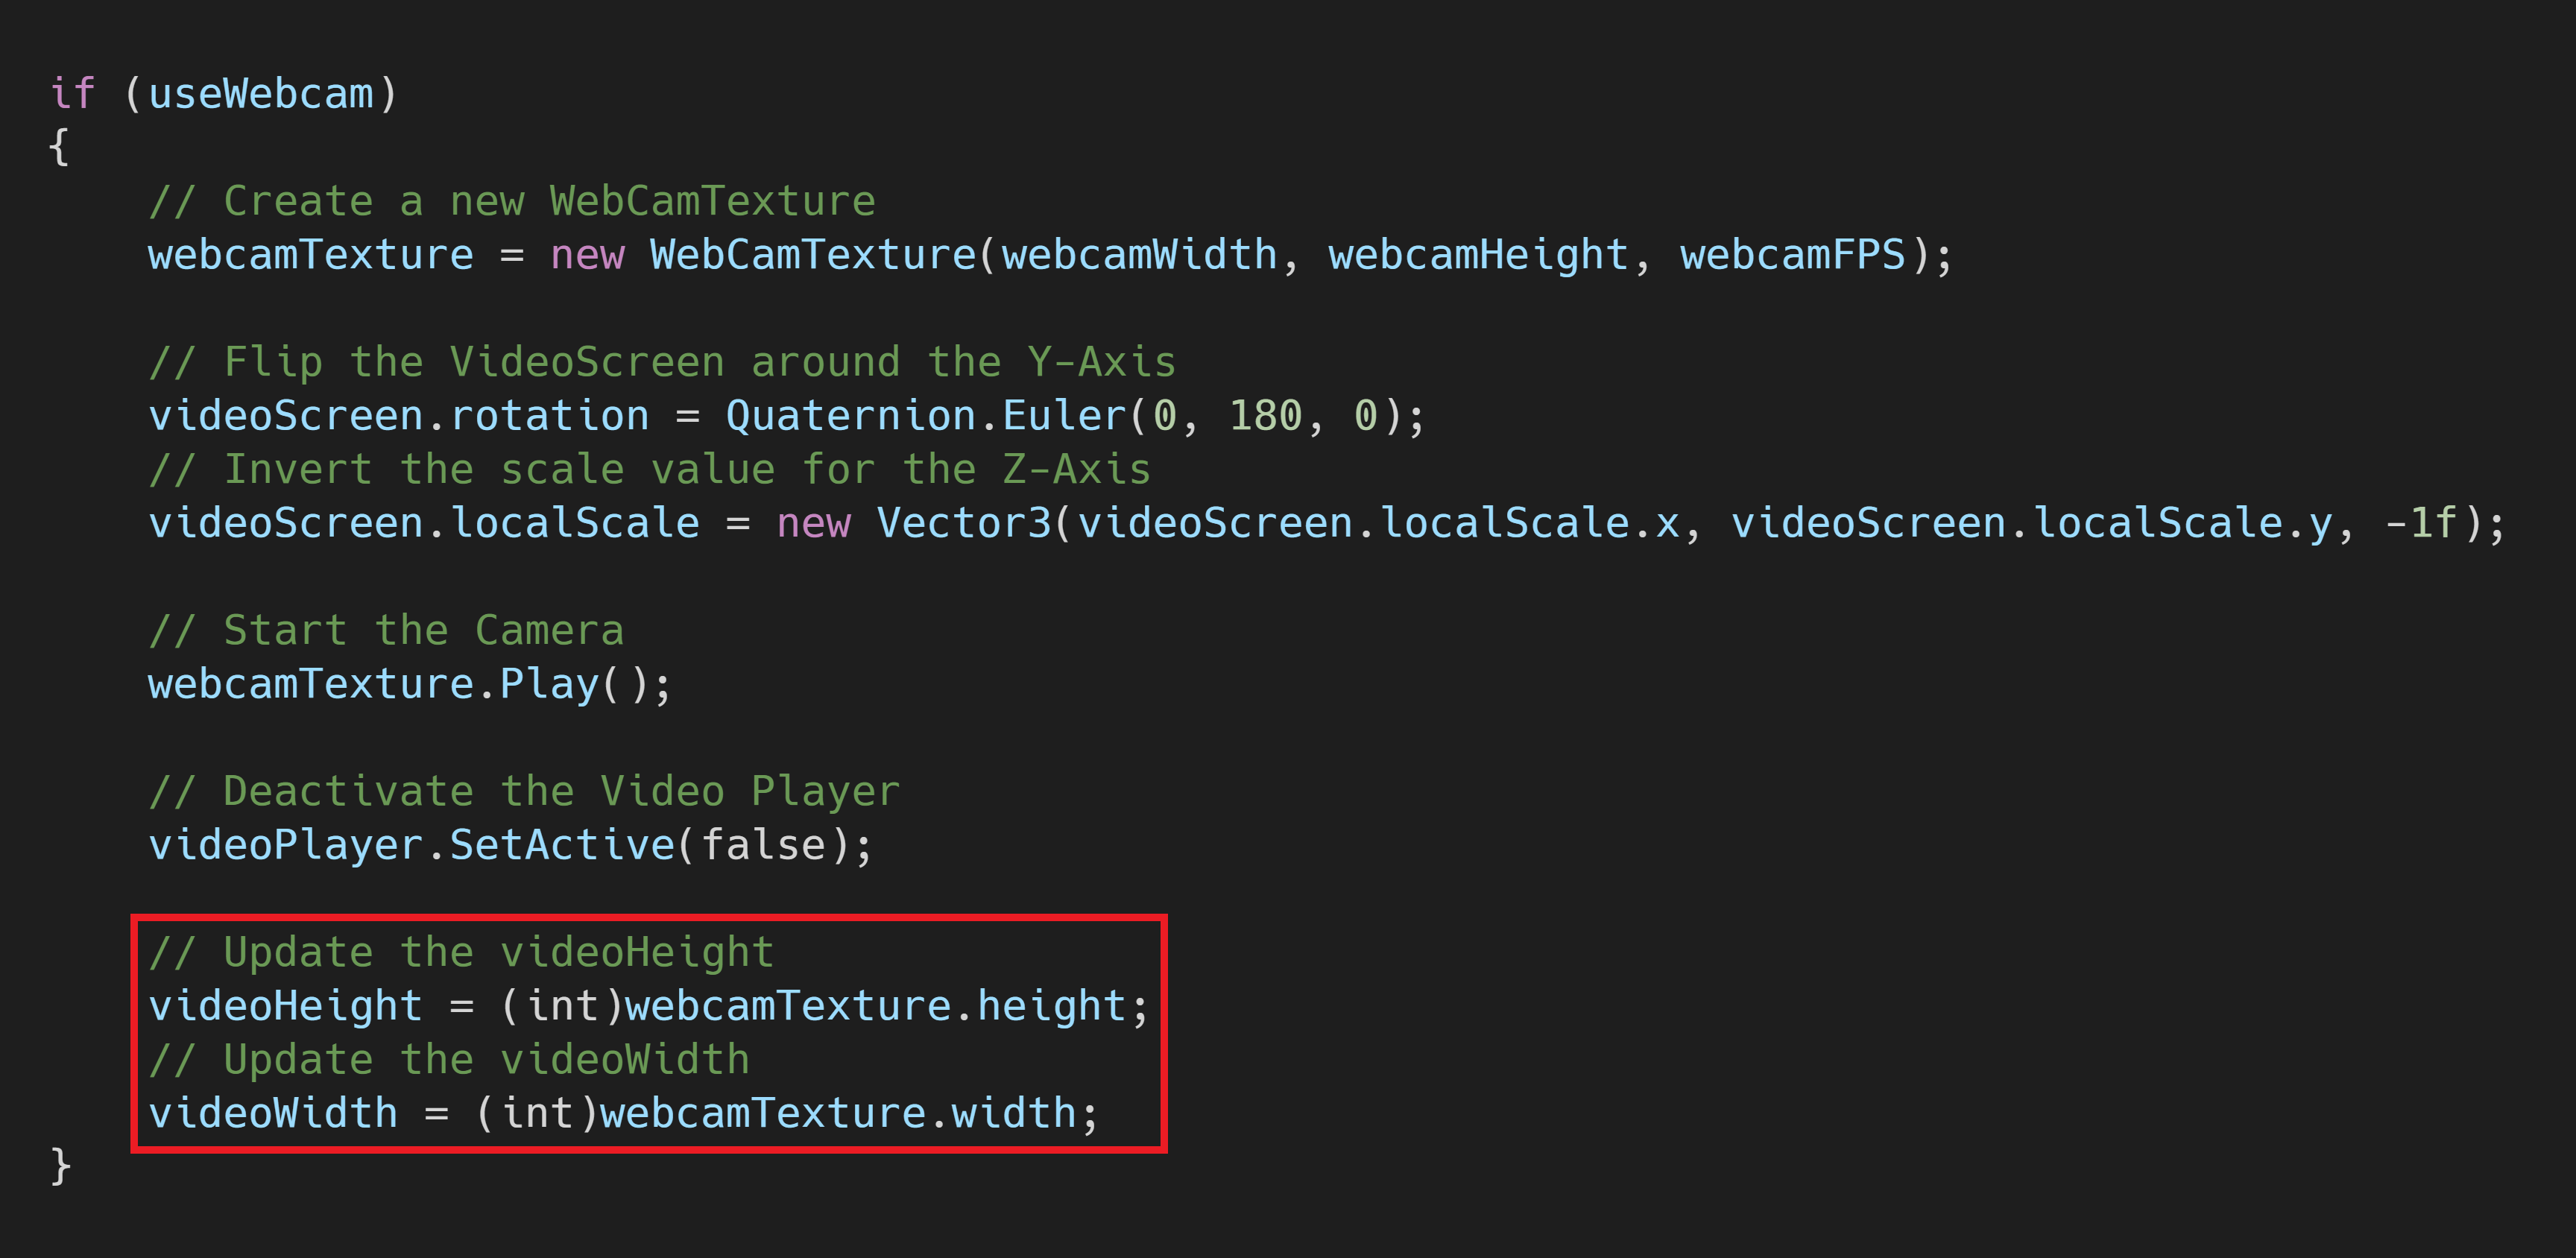 if (useWebcam)
{
    // Create a new WebCamTexture
    webcamTexture = new WebCamTexture(webcamWidth, webcamHeight, webcamFPS);

    // Flip the VideoScreen around the Y-Axis
    videoScreen.rotation = Quaternion.Euler(0, 180, 0);
    // Invert the scale value for the Z-Axis
    videoScreen.localScale = new Vector3(videoScreen.localScale.x, videoScreen.localScale.y, -1f);

    // Start the Camera
    webcamTexture.Play();

    // Deactivate the Video Player
    videoPlayer.SetActive(false);

    // Update the videoHeight
    videoHeight = (int)webcamTexture.height;
    // Update the videoWidth
    videoWidth = (int)webcamTexture.width;
}